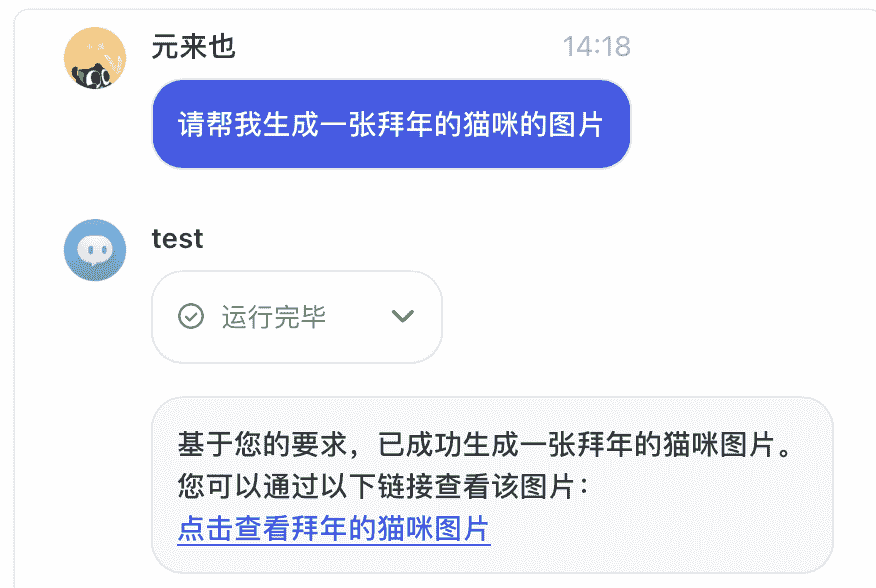 元来也 14:18
请帮我生成一张拜年的猫咪的图片
test
运行完毕
基于您的要求，已成功生成一张拜年的猫咪图片。
您可以通过以下链接查看该图片：
点击查看拜年的猫咪图片